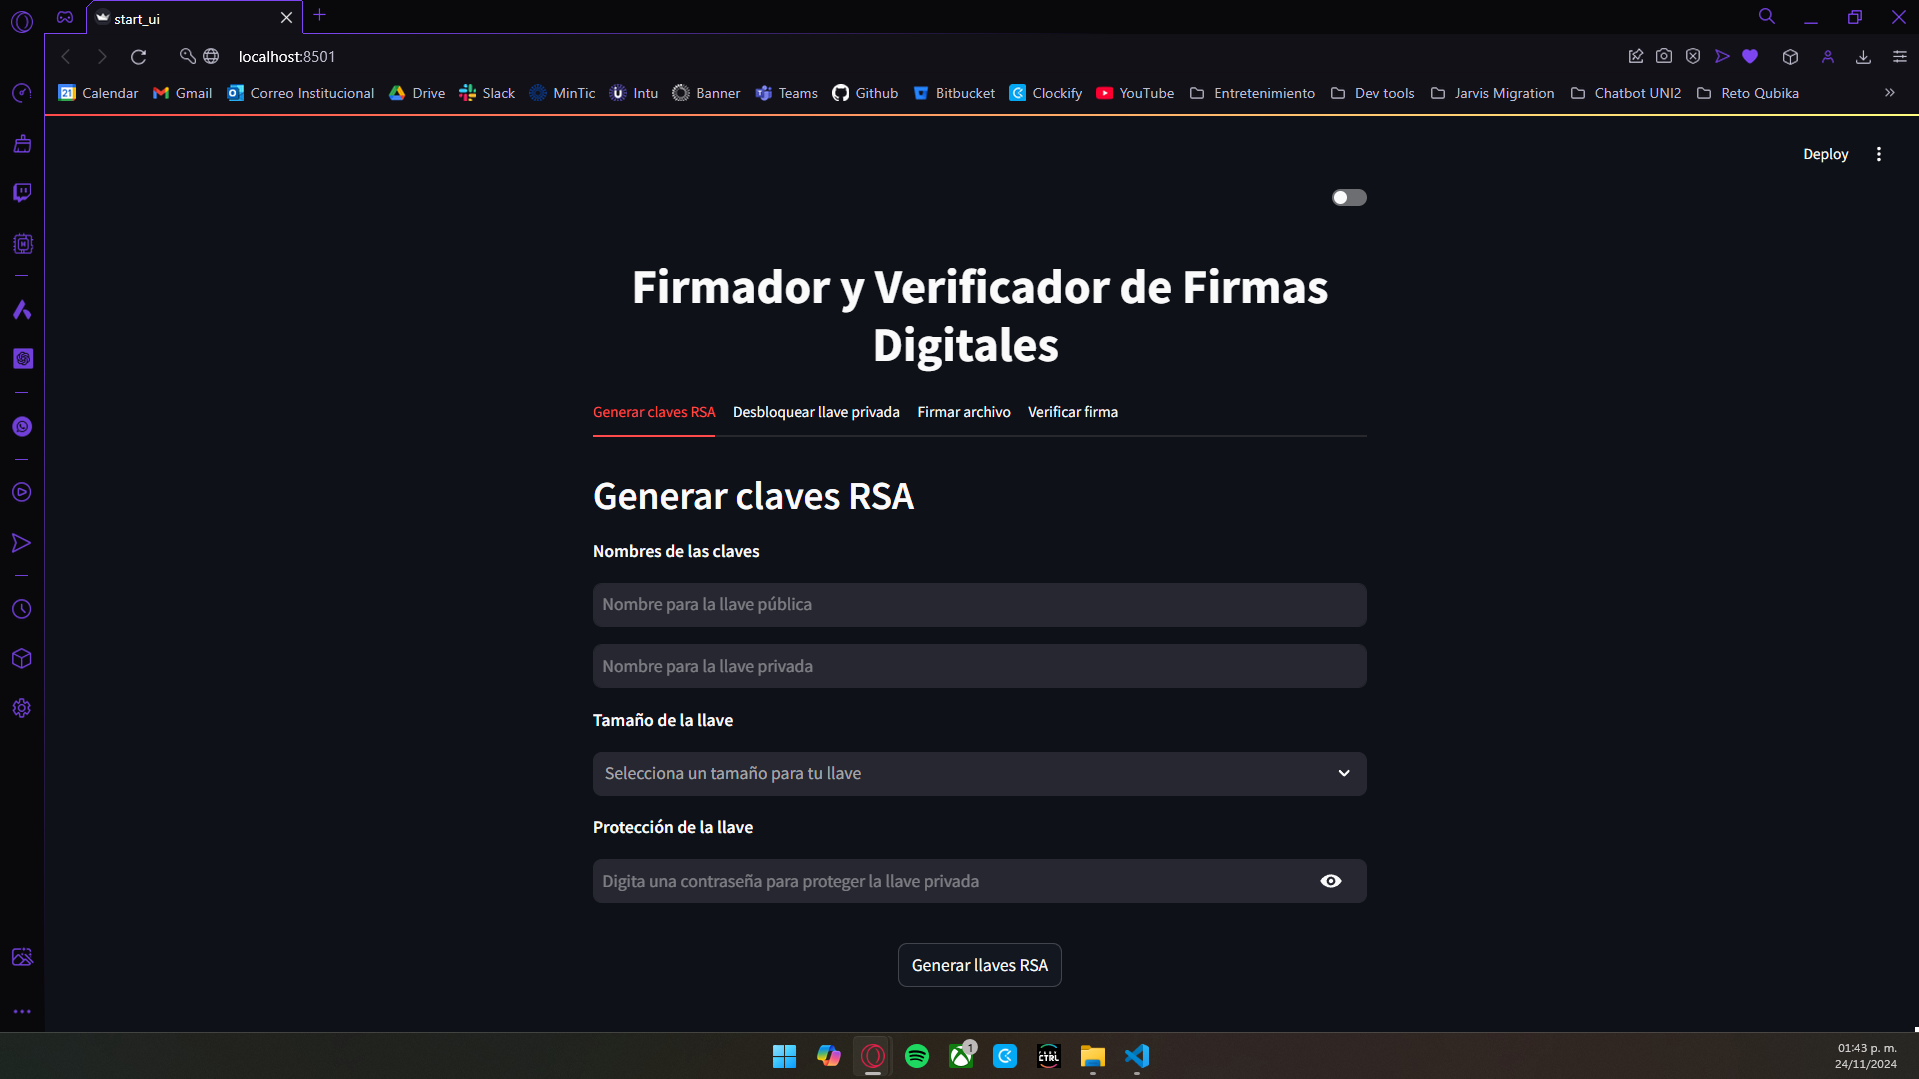 start_ui
localhost:8501
Calendar Gmail Correo Institucional Drive Slack MinTic Intu Banner Teams Github Bitbucket Clockify YouTube Entretenimiento Dev tools Jarvis Migration Chatbot UNI2 Reto Qubika
Deploy
Firmador y Verificador de Firmas
Digitales
Generar claves RSA Desbloquear llave privada Firmar archivo Verificar firma
Generar claves RSA
Nombres de las claves
Nombre para la llave pública
Nombre para la llave privada
Tamaño de la llave
Selecciona un tamaño para tu llave
Protección de la llave
Digita una contraseña para proteger la llave privada
Generar llaves RSA
1
CTRL
01:43 p. m.
24/11/2024